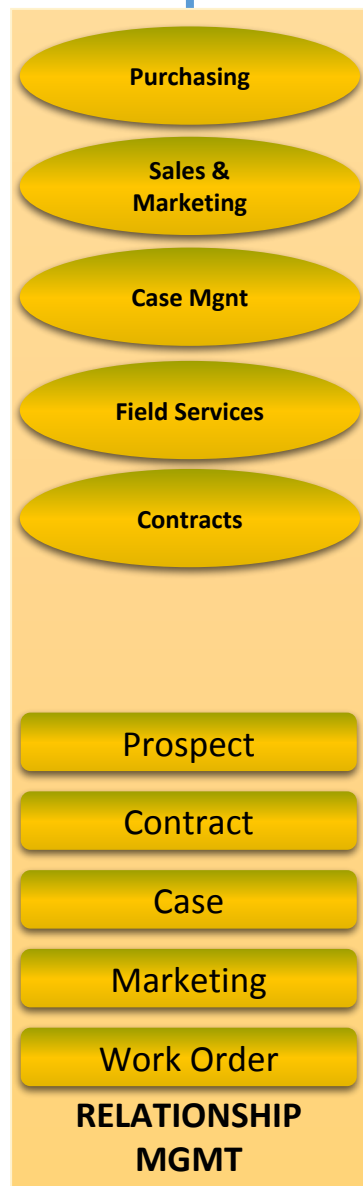 Purchasing
Sales &
Marketing
Case Mgnt
Field Services
Contracts
Prospect
Contract
Case
Marketing
Work Order
RELATIONSHIP
MGMT